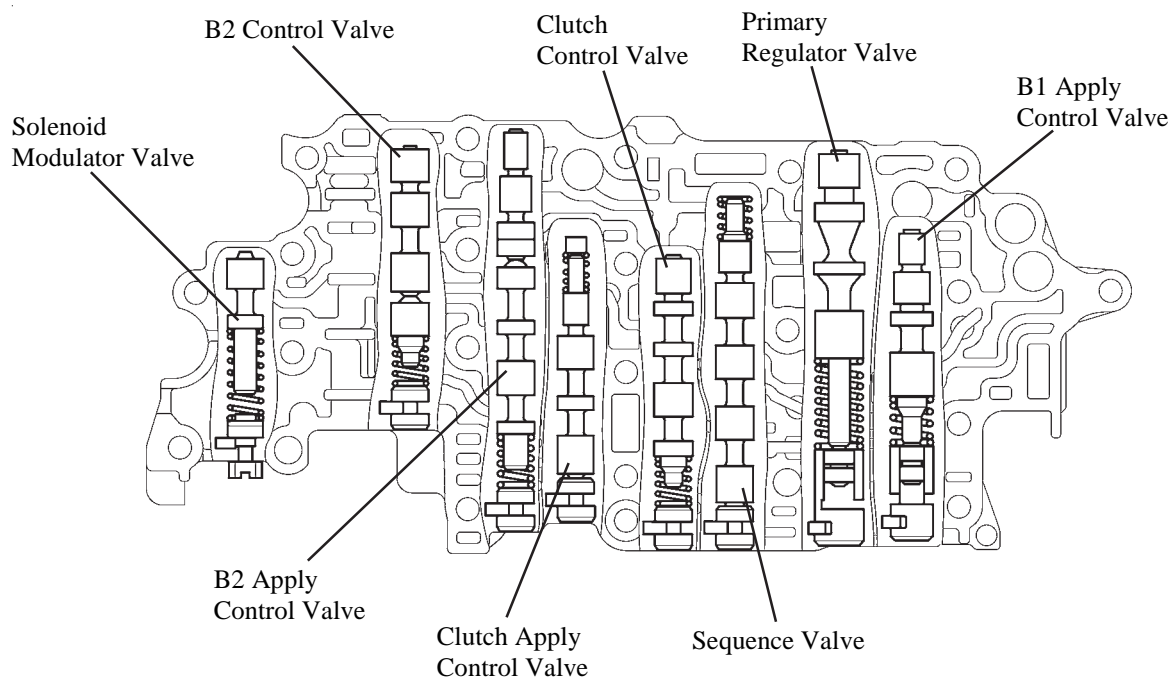 B2 Control Valve
Clutch
Control Valve
Primary
Regulator Valve
B1 Apply
Control Valve
Solenoid
Modulator Valve
B2 Apply
Control Valve
Clutch Apply
Control Valve
Sequence Valve